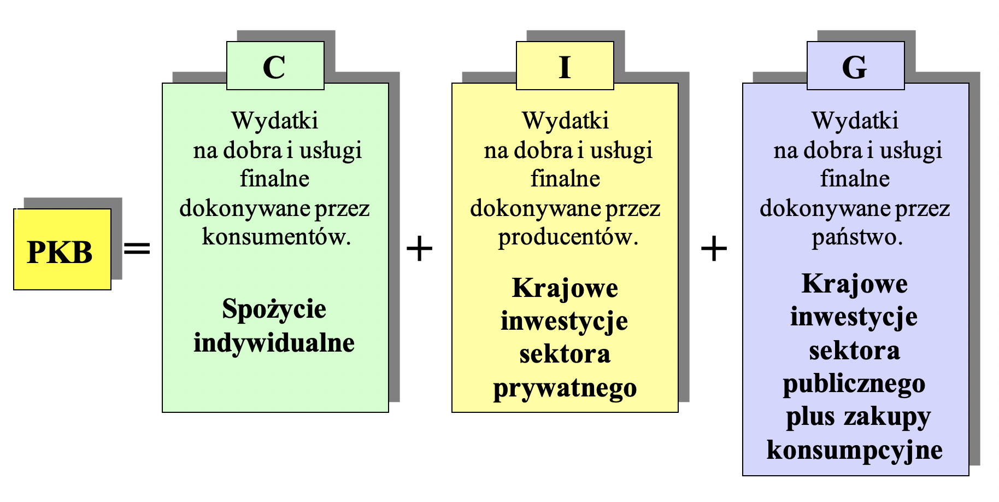 PKB
=
C
Wydatki
na dobra i usługi
finalne
dokonywane przez
konsumentów.
Spożycie
indywidualne
+
I
Wydatki
na dobra i usługi
finalne
dokonywane przez
producentów.
Krajowe
inwestycje
sektora
prywatnego
+
G
Wydatki
na dobra i usługi
finalne
dokonywane przez
państwo.
Krajowe
inwestycje
sektora
publicznego
plus zakupy
konsumpcyjne